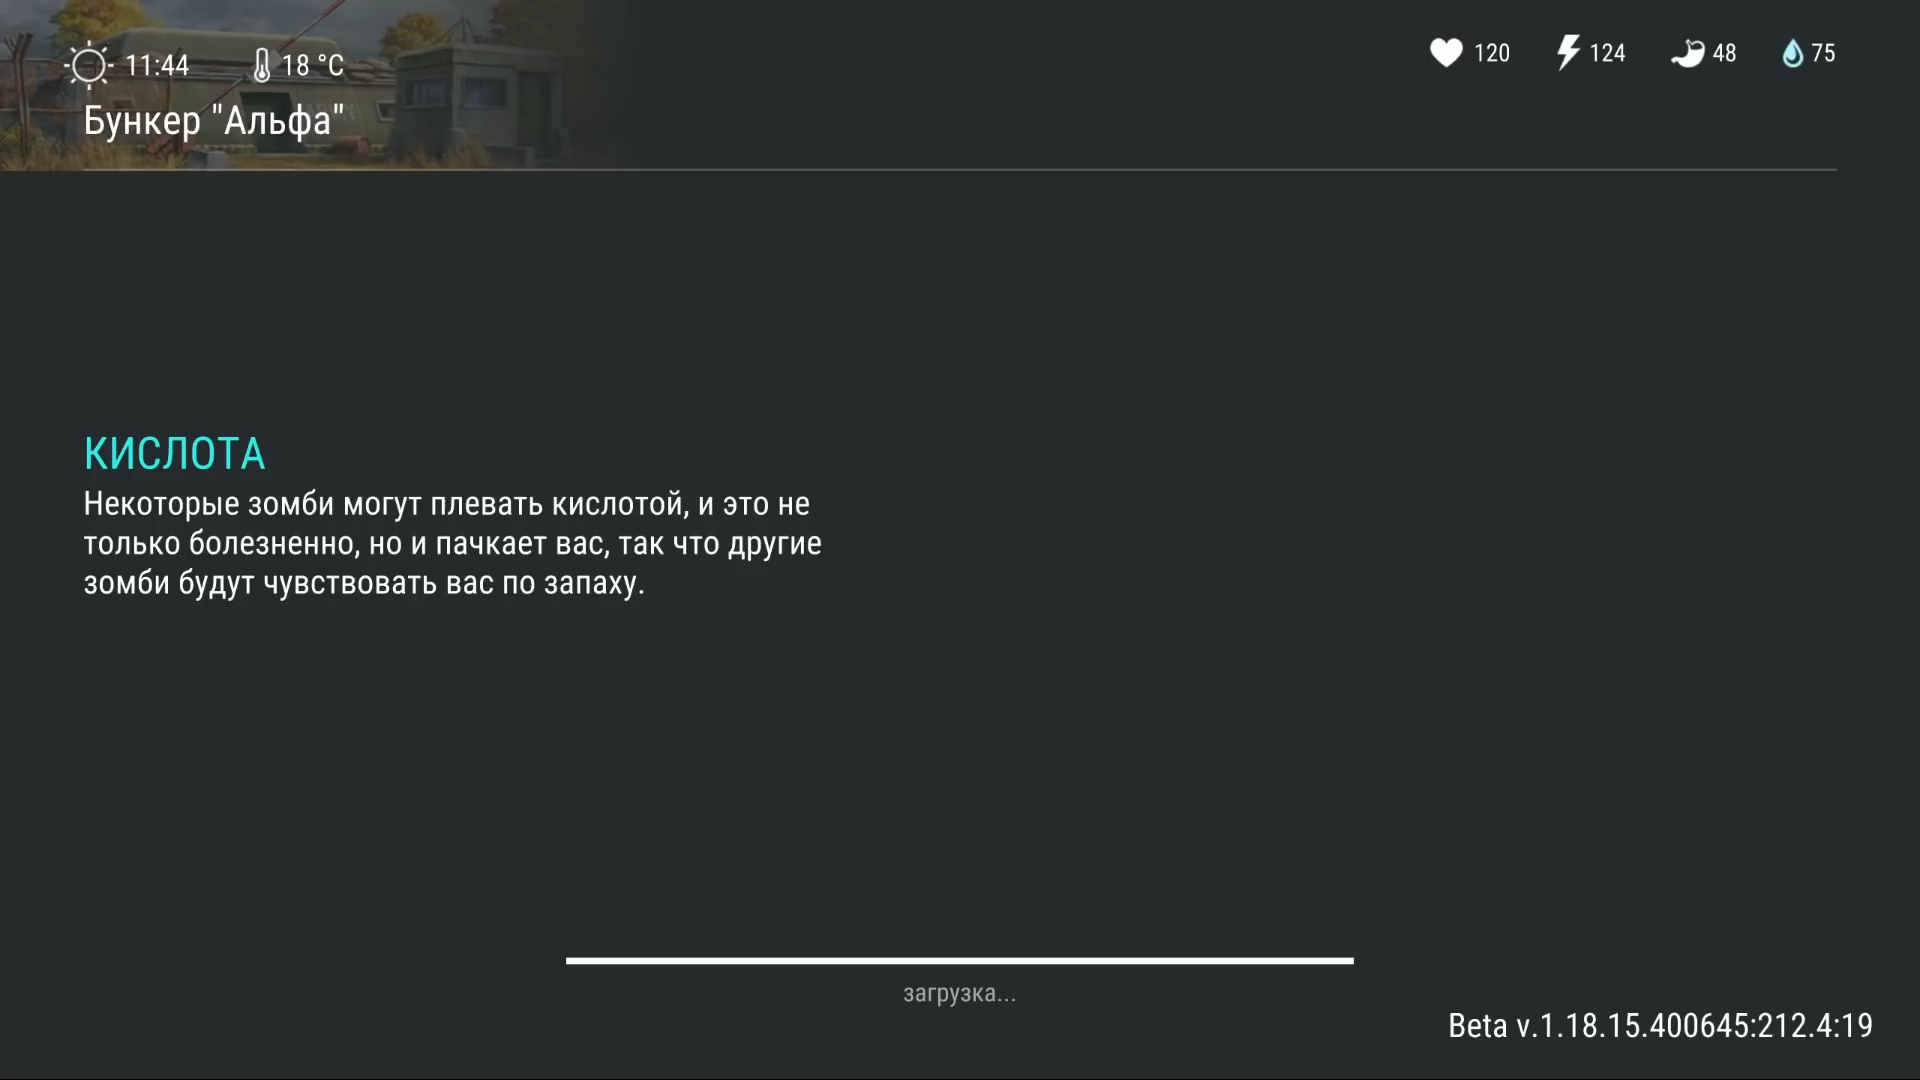 11:44 18 °C
120 124 48 75
Бункер "Альфа"
КИСЛОТА
Некоторые зомби могут плевать кислотой, и это не
только болезненно, но и пачкает вас, так что другие
зомби будут чувствовать вас по запаху.
загрузка...
Beta v.1.18.15.400645:212.4:19